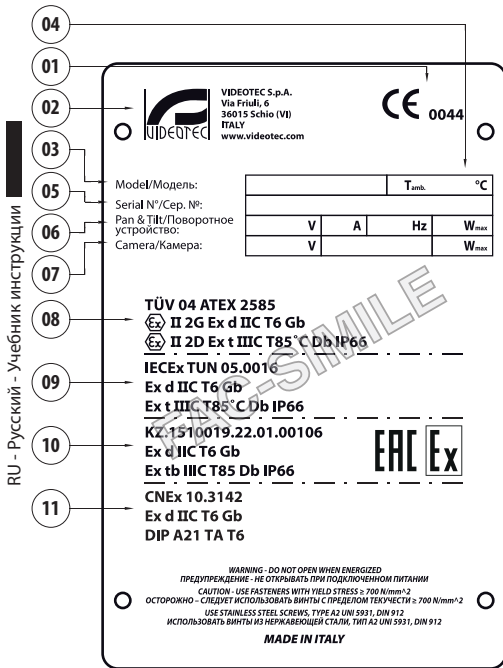 04
01
02
03
05
06
07
08
09
10
11
RU - Русский - Учебник инструкции
VIDEOTEC
VIDEOTEC S.p.A.
Via Friuli, 6
36015 Schio (VI)
ITALY
www.videotec.com
CE 0044
Model/Модель: Tamb. °C
Serial N°/Сер. №:
Pan & Tilt/Поворотное устройство: V A Hz Wmax
Camera/Камера: V Wmax
TÜV 04 ATEX 2585
Ex II 2G Ex d IIC T6 Gb
Ex II 2D Ex t IIIC T85°C Db IP66
IECEx TUN 05.0016
Ex d IIC T6 Gb
Ex t IIIC T85°C Db IP66
KZ.1510019.22.01.00106
Ex d IIC T6 Gb
Ex tb IIIC T85 Db IP66
EAC Ex
CNEx 10.3142
Ex d IIC T6 Gb
DIP A21 TA T6
FAC-SIMILE
WARNING - DO NOT OPEN WHEN ENERGIZED
ПРЕДУПРЕЖДЕНИЕ - НЕ ОТКРЫВАТЬ ПРИ ПОДКЛЮЧЕННОМ ПИТАНИИ
CAUTION - USE FASTENERS WITH YIELD STRESS ≥ 700 N/mm^2
ОСТОРОЖНО – СЛЕДУЕТ ИСПОЛЬЗОВАТЬ ВИНТЫ С ПРЕДЕЛОМ ТЕКУЧЕСТИ ≥ 700 N/mm^2
USE STAINLESS STEEL SCREWS, TYPE A2 UNI 5931, DIN 912
ИСПОЛЬЗОВАТЬ ВИНТЫ ИЗ НЕРЖАВЕЮЩЕЙ СТАЛИ, ТИП A2 UNI 5931, DIN 912
MADE IN ITALY